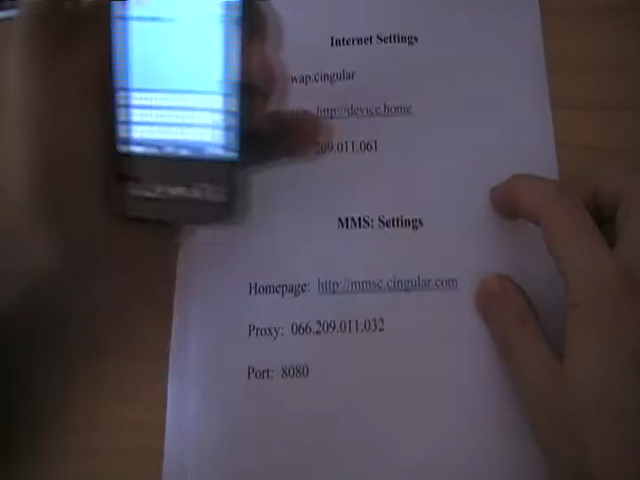 Internet Settings
wap.cingular
http://device.home
209.011.061
MMS: Settings
Homepage: http://mmsc.cingular.com
Proxy: 066.209.011.032
Port: 8080